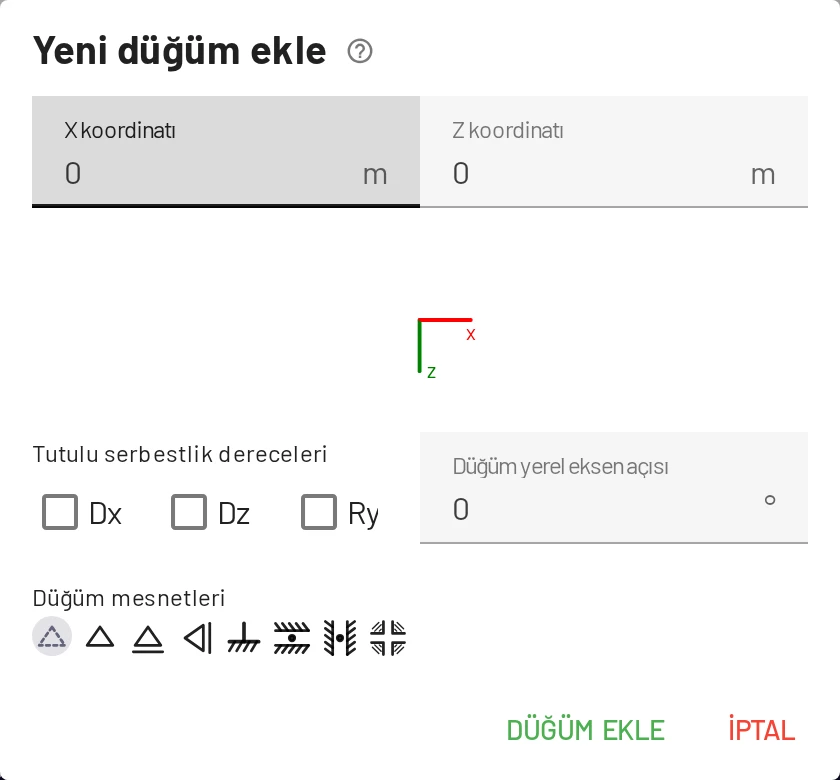 Yeni düğüm ekle
X koordinatı
0 m
Z koordinatı
0 m
x
z
Tutulu serbestlik dereceleri
Dx Dz Ry
Düğüm yerel eksen açısı
0 °
Düğüm mesnetleri
DÜĞÜM EKLE İPTAL